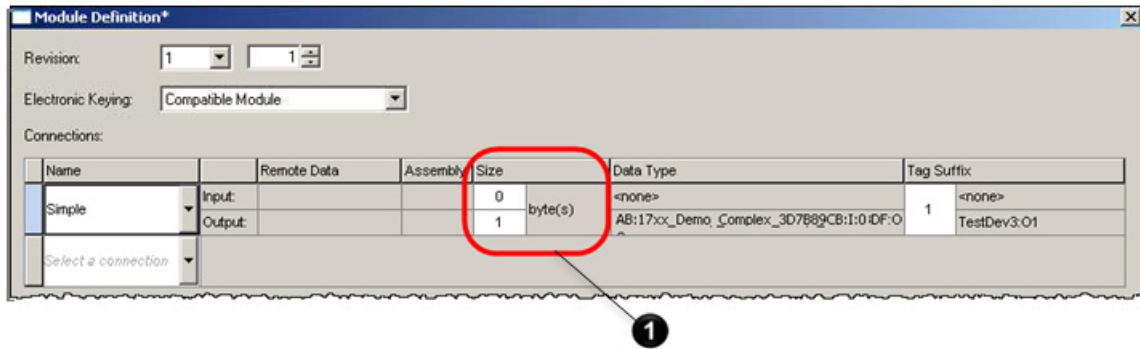 Module Definition*
Revision: 1 1
Electronic Keying: Compatible Module
Connections:
Name Remote Data Assembly Size Data Type Tag Suffix
Simple Input: 0 byte(s) <none> 1 <none>
Output: 1 AB:17xx_Demo_Complex_3D7B89CB:I:0:DF:O TestDev3:O1
Select a connection
1